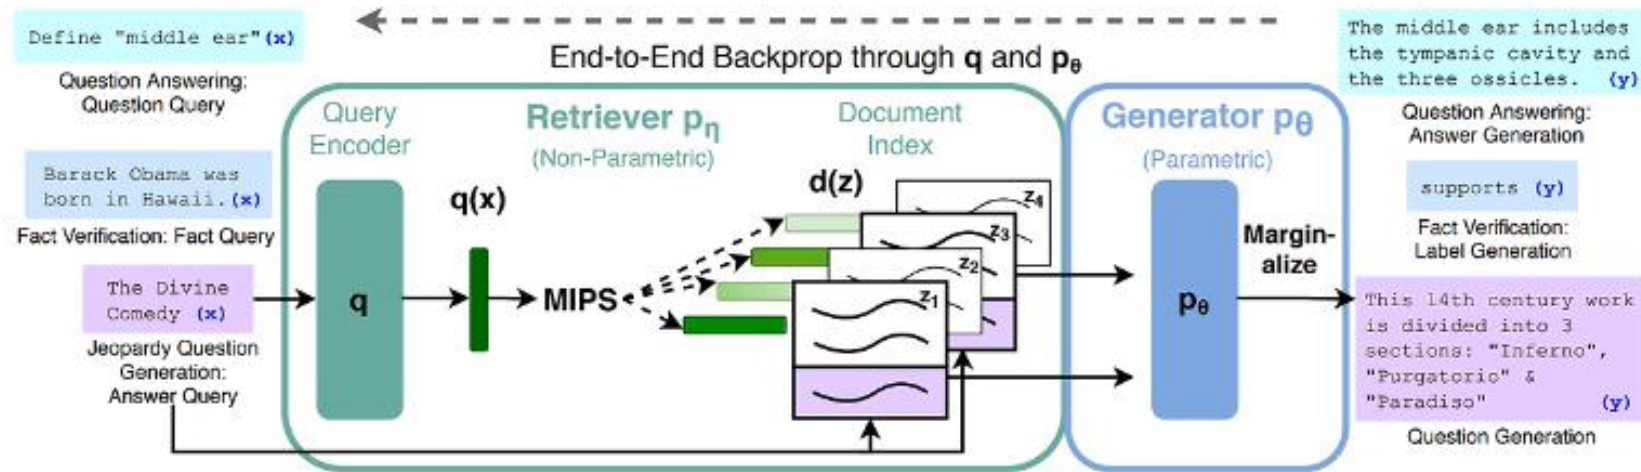 Define "middle ear" (x)
Question Answering:
Question Query
Barack Obama was
born in Hawaii. (x)
Fact Verification: Fact Query
The Divine
Comedy (x)
Jeopardy Question
Generation:
Answer Query
End-to-End Backprop through q and pθ
Query
Encoder
Retriever pη
(Non-Parametric)
Document
Index
q
q(x)
MIPS
d(z)
z4
z3
z2
z1
Generator pθ
(Parametric)
pθ
Margin-
alize
The middle ear includes
the tympanic cavity and
the three ossicles. (y)
Question Answering:
Answer Generation
supports (y)
Fact Verification:
Label Generation
This 14th century work
is divided into 3
sections: "Inferno",
"Purgatorio" &
"Paradiso" (y)
Question Generation